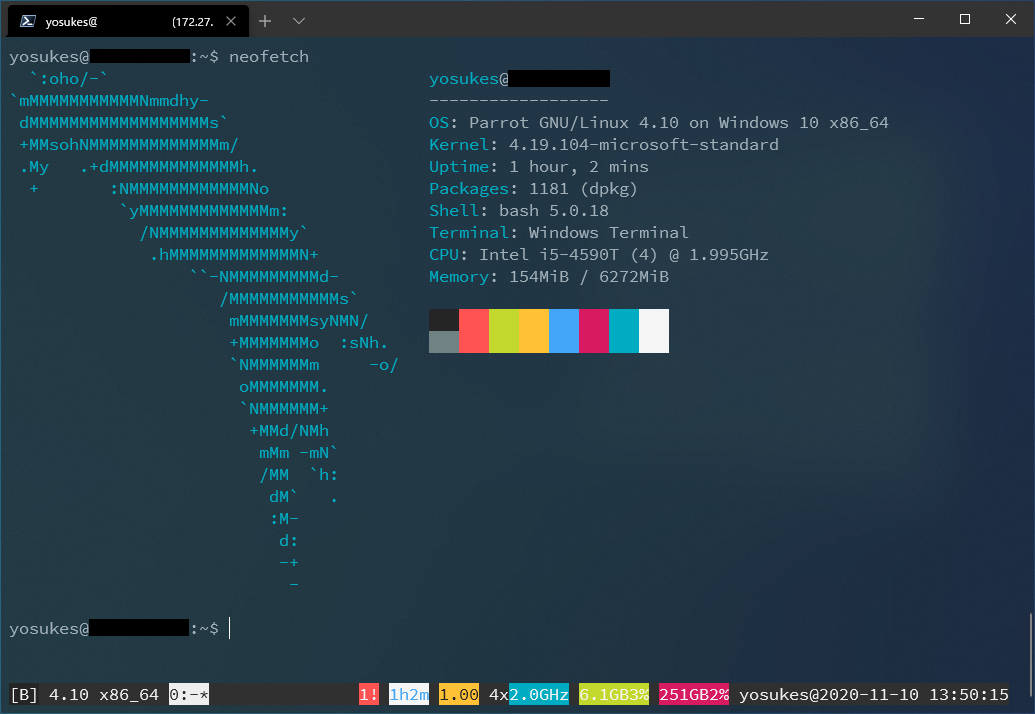 yosukes@ (172.27.
yosukes@ :~$ neofetch
`:oho/-` yosukes@
`mMMMMMMMMMMMNmmdhy- ------------------
dMMMMMMMMMMMMMMMMMMs` OS: Parrot GNU/Linux 4.10 on Windows 10 x86_64
+MMsohNMMMMMMMMMMMMMm/ Kernel: 4.19.104-microsoft-standard
.My   .+dMMMMMMMMMMMMMh. Uptime: 1 hour, 2 mins
+       :NMMMMMMMMMMMMNo Packages: 1181 (dpkg)
`yMMMMMMMMMMMMMm: Shell: bash 5.0.18
/NMMMMMMMMMMMMMy` Terminal: Windows Terminal
.hMMMMMMMMMMMMMN+ CPU: Intel i5-4590T (4) @ 1.995GHz
``-NMMMMMMMMMd- Memory: 154MiB / 6272MiB
/MMMMMMMMMMMs`
mMMMMMMMsyNMN/
+MMMMMMMo  :sNh.
`NMMMMMMm     -o/
oMMMMMMM.
`NMMMMMM+
+MMd/NMh
mMm -mN`
/MM  `h:
dM`   .
:M-
d:
-+
-
yosukes@ :~$
[B] 4.10 x86_64 0:-* 1! 1h2m 1.00 4x2.0GHz 6.1GB3% 251GB2% yosukes@2020-11-10 13:50:15